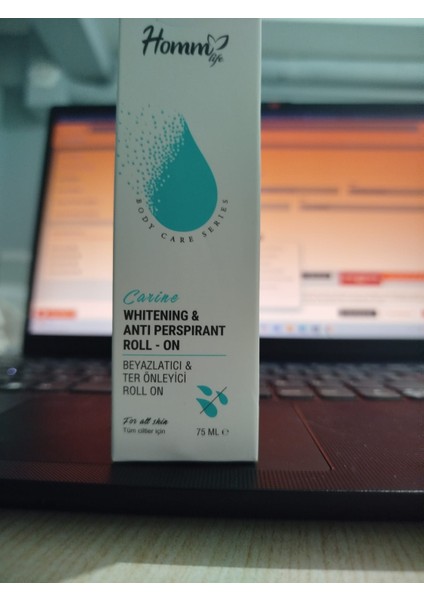 Homm
life
BODY CARE SERIES
Carine
WHITENING &
ANTI PERSPIRANT
ROLL - ON
BEYAZLATICI &
TER ÖNLEYİCİ
ROLL ON
For all skin
Tüm ciltler için
75 ML ℮